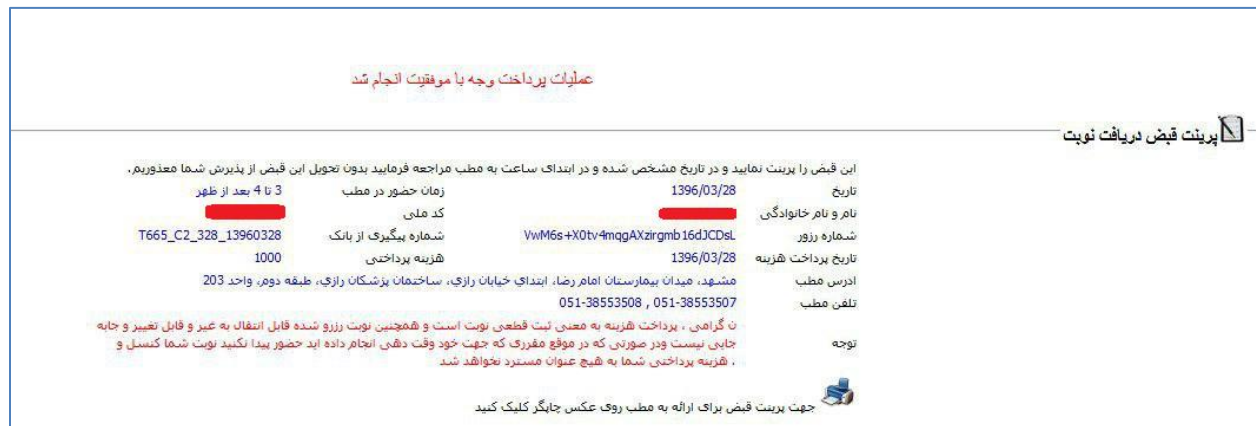 عملیات پرداخت وجه با موفقیت انجام شد
پرینت قبض دریافت نوبت
این قبض را پرینت نمایید و در تاریخ مشخص شده و در ابتدای ساعت به مطب مراجعه فرمایید بدون تحویل این قبض از پذیرش شما معذوریم.
تاریخ 1396/03/28 زمان حضور در مطب 3 تا 4 بعد از ظهر
نام و نام خانوادگی کد ملی
شماره رزور VwM6s+X0tv4mqgAXzirgmb16dJCDsL شماره پیگیری از بانک T665_C2_328_13960328
تاریخ پرداخت هزینه 1396/03/28 هزینه پرداختی 1000
ادرس مطب مشهد، میدان بیمارستان امام رضا، ابتدای خیابان رازی، ساختمان پزشکان رازی، طبقه دوم، واحد 203
تلفن مطب 051-38553508 , 051-38553507
ن گرامی ، پرداخت هزینه به معنی ثبت قطعی نوبت است و همچنین نوبت رزرو شده قابل انتقال به غیر و قابل تغییر و جابه
توجه جایی نیست ودر صورتی که در موقع مقرری که جهت خود وقت دهی انجام داده اید حضور پیدا نکنید نوبت شما کنسل و
، هزینه پرداختی شما به هیچ عنوان مسترد نخواهد شد
جهت پرینت قبض برای ارائه به مطب روی عکس چاپگر کلیک کنید